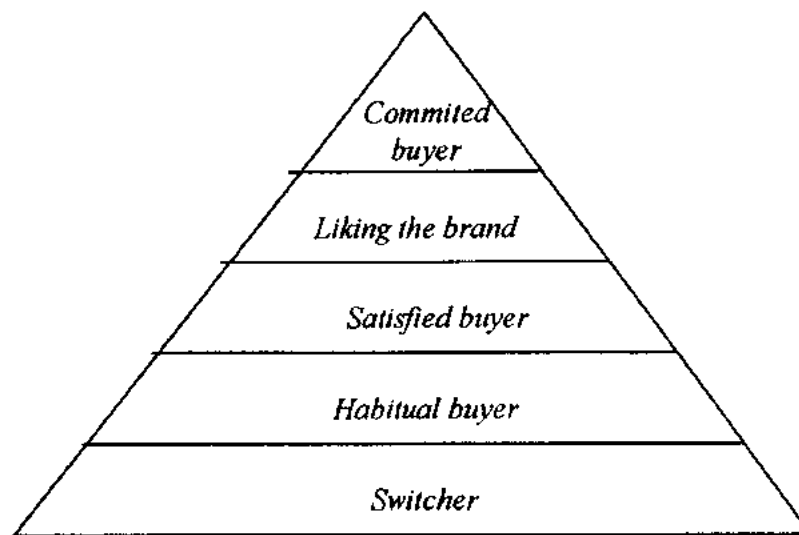 Commited
buyer
Liking the brand
Satisfied buyer
Habitual buyer
Switcher